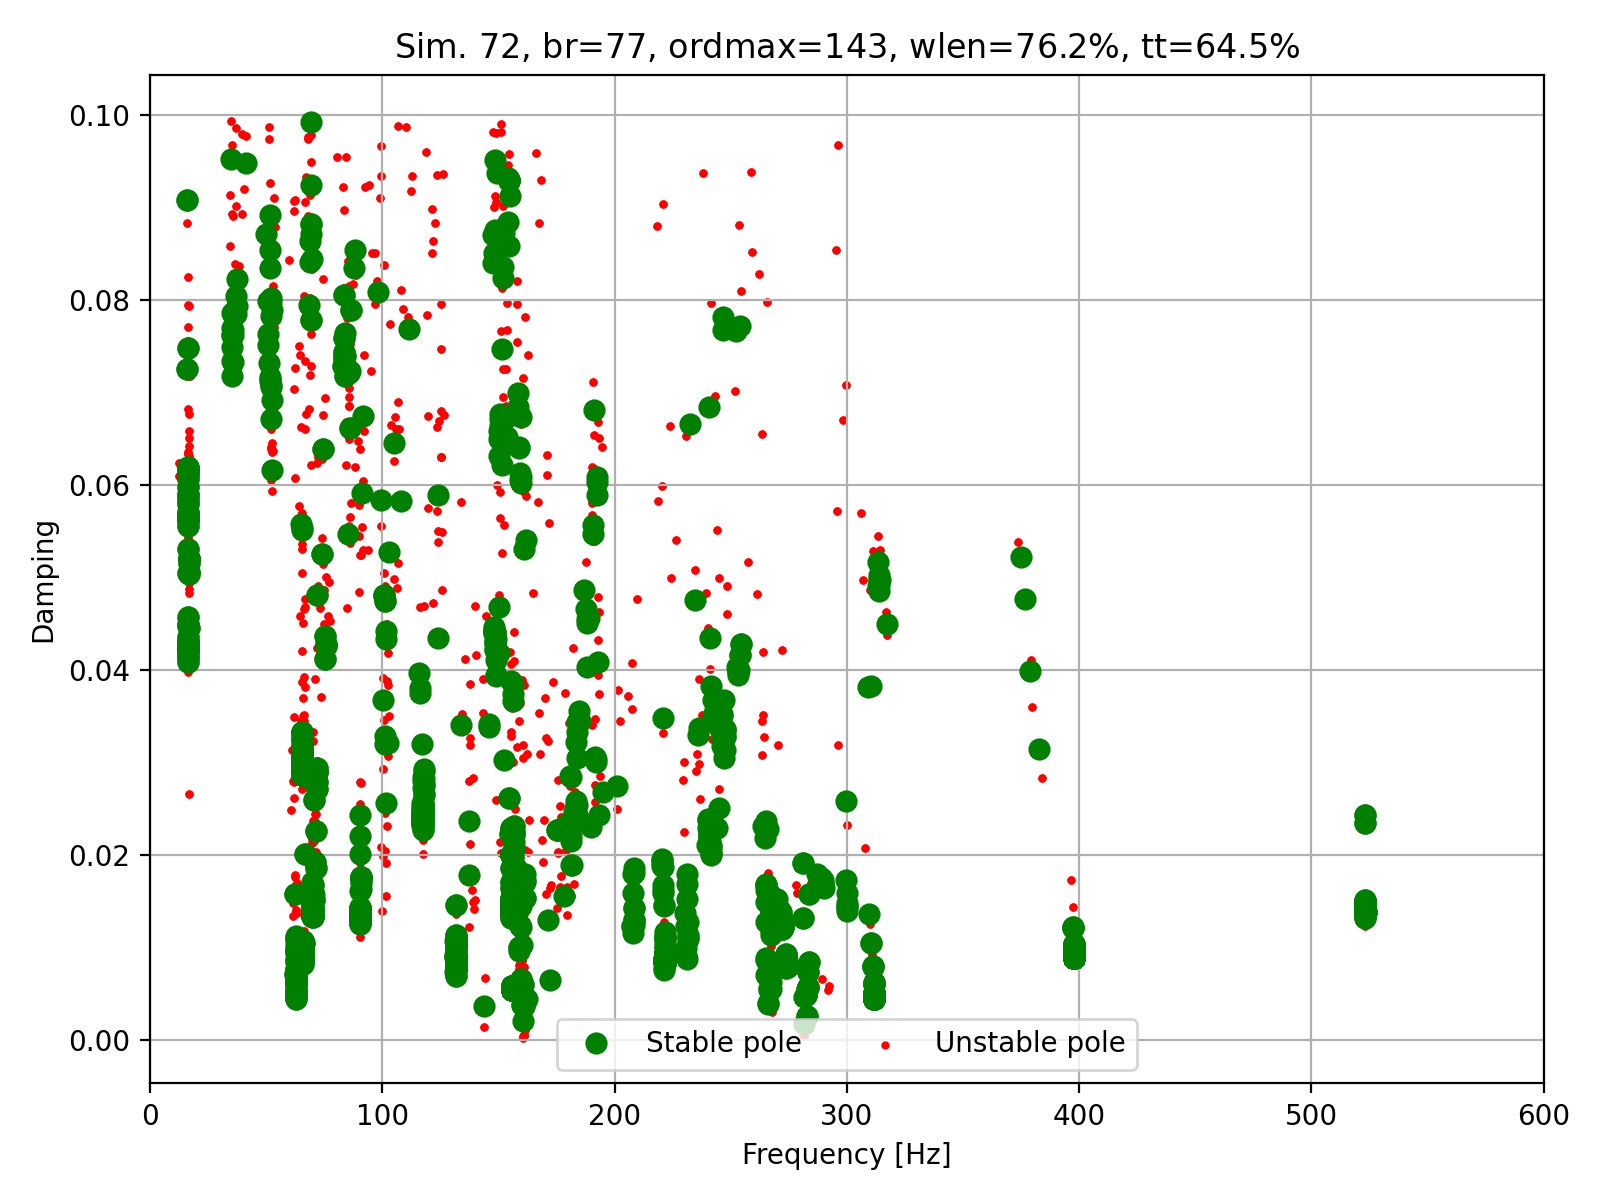 Sim. 72, br=77, ordmax=143, wlen=76.2%, tt=64.5%
0.10
0.08
0.06
0.04
0.02
0.00
Damping
Stable pole Unstable pole
0 100 200 300 400 500 600
Frequency [Hz]